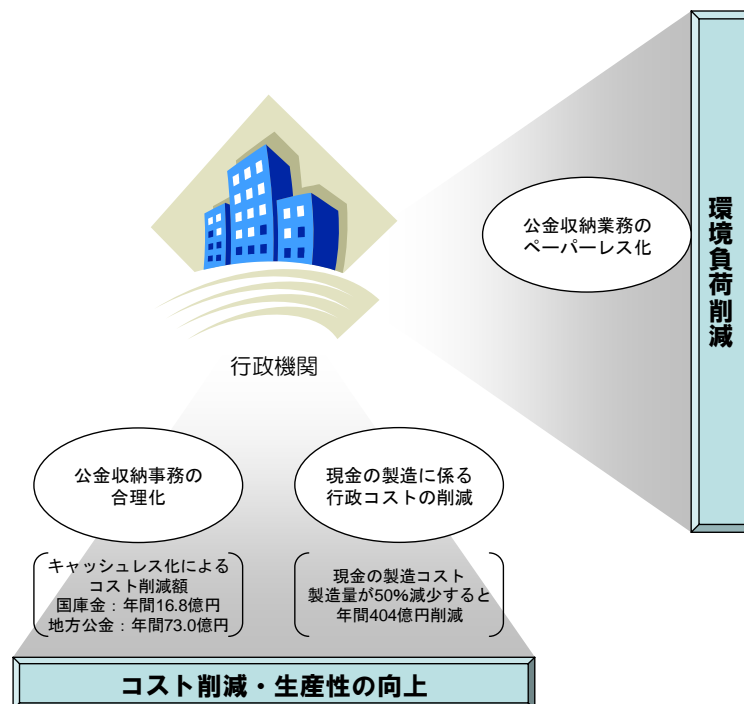 公金収納業務の
ペーパーレス化
環境負荷削減
行政機関
公金収納事務の
合理化
現金の製造に係る
行政コストの削減
キャッシュレス化による
コスト削減額
国庫金：年間16.8億円
地方公金：年間73.0億円
現金の製造コスト
製造量が50%減少すると
年間404億円削減
コスト削減・生産性の向上